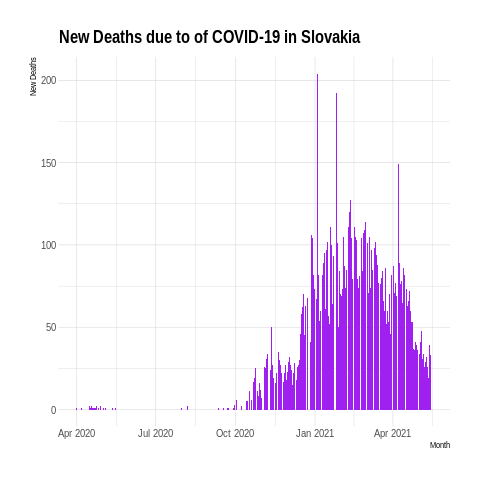 New Deaths due to of COVID-19 in Slovakia
New Deaths
200
150
100
50
0
Apr 2020 Jul 2020 Oct 2020 Jan 2021 Apr 2021
Month